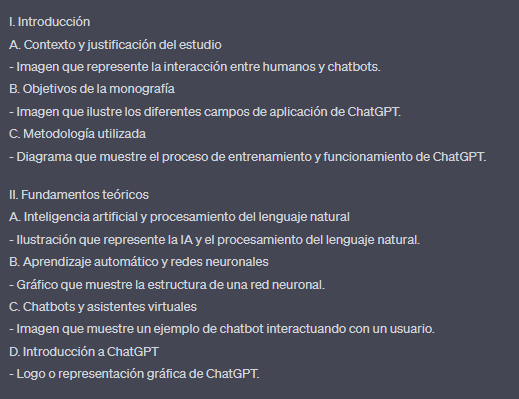 I. Introducción
A. Contexto y justificación del estudio
- Imagen que represente la interacción entre humanos y chatbots.
B. Objetivos de la monografía
- Imagen que ilustre los diferentes campos de aplicación de ChatGPT.
C. Metodología utilizada
- Diagrama que muestre el proceso de entrenamiento y funcionamiento de ChatGPT.
II. Fundamentos teóricos
A. Inteligencia artificial y procesamiento del lenguaje natural
- Ilustración que represente la IA y el procesamiento del lenguaje natural.
B. Aprendizaje automático y redes neuronales
- Gráfico que muestre la estructura de una red neuronal.
C. Chatbots y asistentes virtuales
- Imagen que muestre un ejemplo de chatbot interactuando con un usuario.
D. Introducción a ChatGPT
- Logo o representación gráfica de ChatGPT.